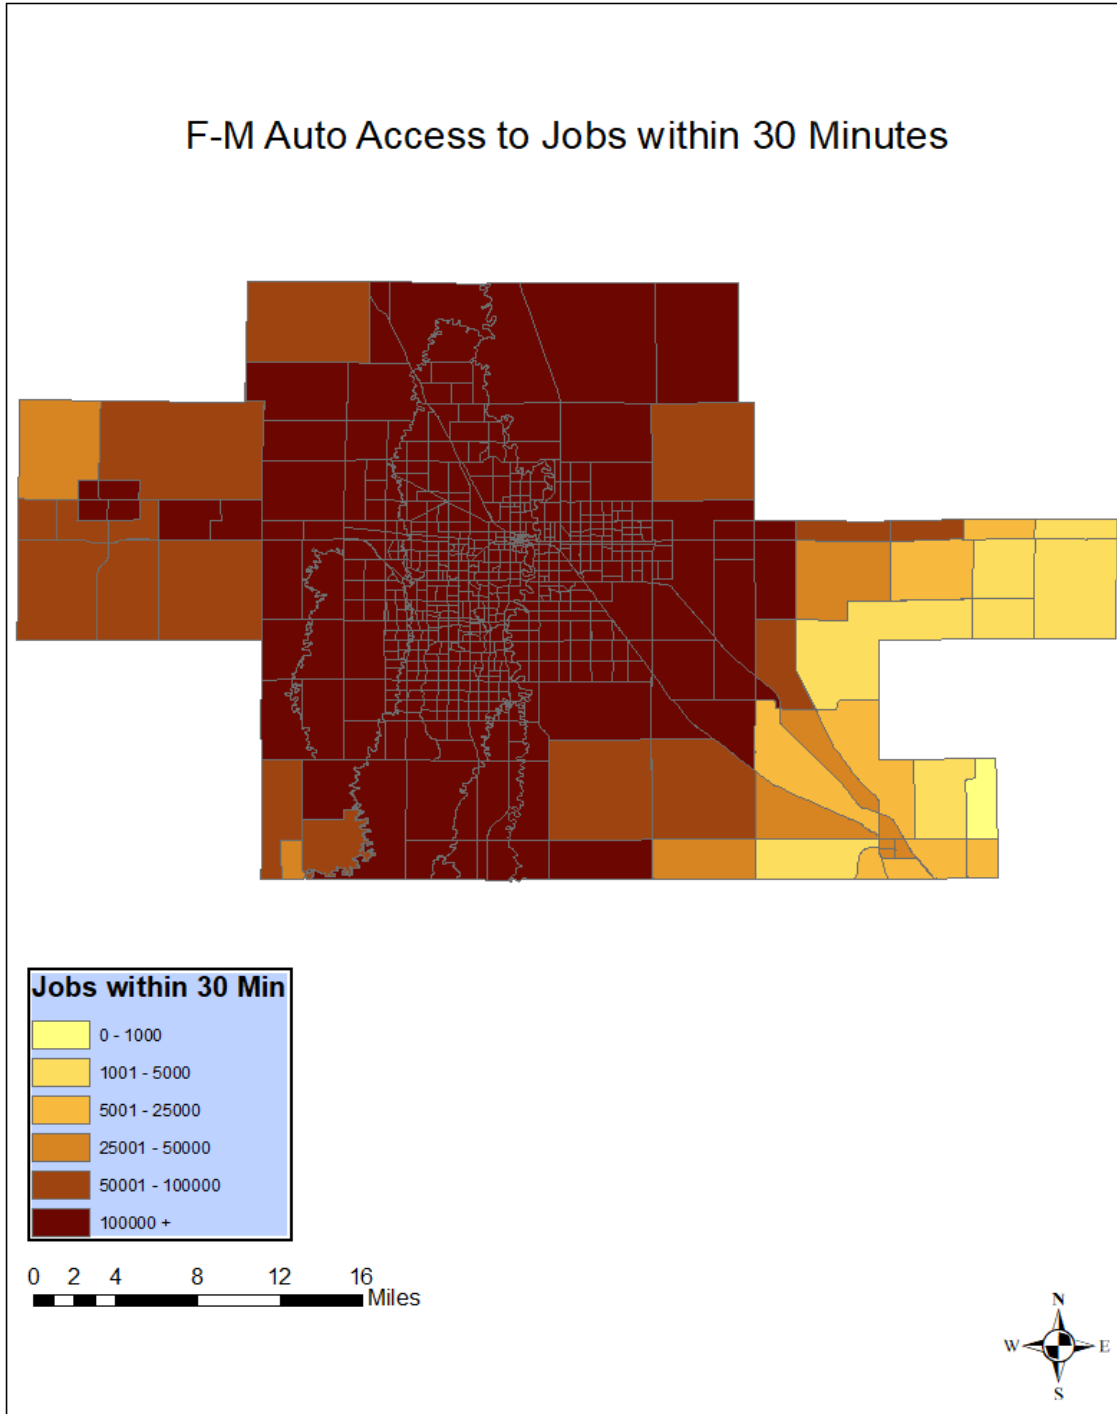 F-M Auto Access to Jobs within 30 Minutes
Jobs within 30 Min
0 - 1000
1001 - 5000
5001 - 25000
25001 - 50000
50001 - 100000
100000 +
0 2 4 8 12 16
Miles
N
W E
S